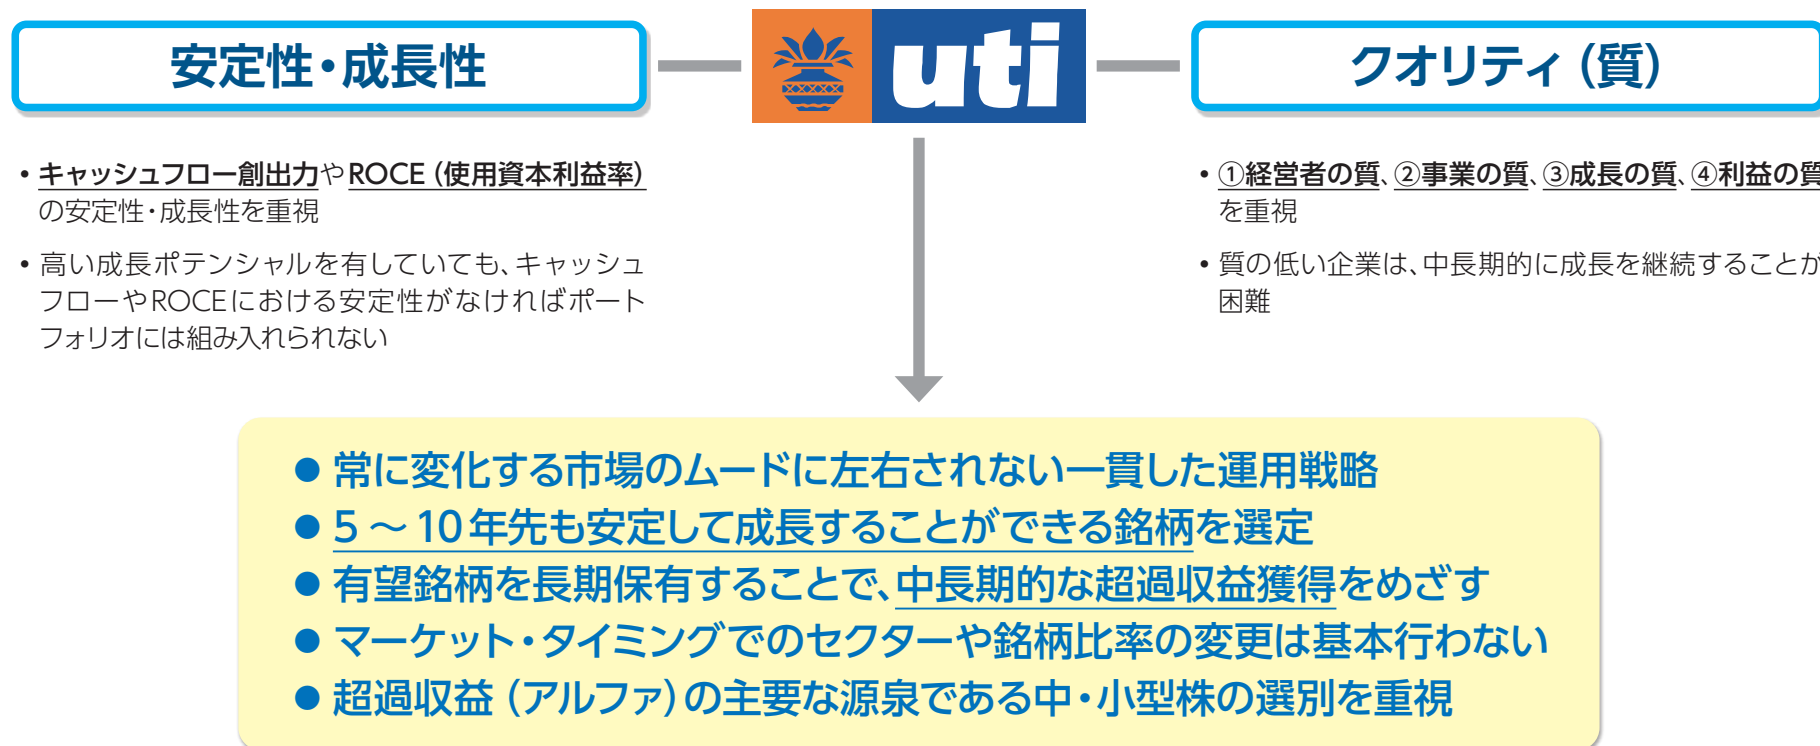 安定性・成長性
uti
クオリティ（質）
• キャッシュフロー創出力やROCE（使用資本利益率）
の安定性・成長性を重視
• 高い成長ポテンシャルを有していても、キャッシュ
フローやROCEにおける安定性がなければポート
フォリオには組み入れられない
• ①経営者の質、②事業の質、③成長の質、④利益の質
を重視
• 質の低い企業は、中長期的に成長を継続することが
困難
● 常に変化する市場のムードに左右されない一貫した運用戦略
● 5～10年先も安定して成長することができる銘柄を選定
● 有望銘柄を長期保有することで、中長期的な超過収益獲得をめざす
● マーケット・タイミングでのセクターや銘柄比率の変更は基本行わない
● 超過収益（アルファ）の主要な源泉である中・小型株の選別を重視